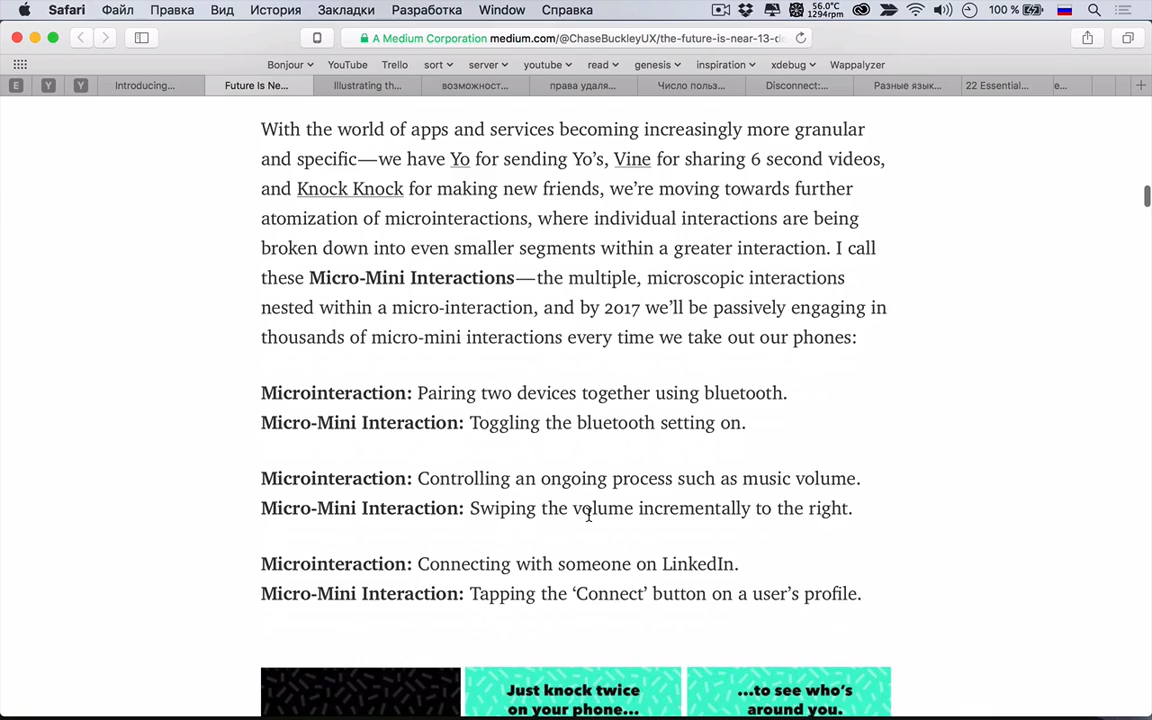 Safari Файл Правка Вид История Закладки Разработка Window Справка 56.0°C 1294rpm 100 %
A Medium Corporation medium.com/@ChaseBuckleyUX/the-future-is-near-13-d
Bonjour YouTube Trello sort server youtube read genesis inspiration xdebug Wappalyzer
E Y Y Introducing... Future Is Ne... Illustrating th... возможност... права удаля... Число польз... Disconnect:... Разные язык... 22 Essential... e...
With the world of apps and services becoming increasingly more granular
and specific—we have Yo for sending Yo’s, Vine for sharing 6 second videos,
and Knock Knock for making new friends, we’re moving towards further
atomization of microinteractions, where individual interactions are being
broken down into even smaller segments within a greater interaction. I call
these Micro-Mini Interactions—the multiple, microscopic interactions
nested within a micro-interaction, and by 2017 we’ll be passively engaging in
thousands of micro-mini interactions every time we take out our phones:
Microinteraction: Pairing two devices together using bluetooth.
Micro-Mini Interaction: Toggling the bluetooth setting on.
Microinteraction: Controlling an ongoing process such as music volume.
Micro-Mini Interaction: Swiping the volume incrementally to the right.
Microinteraction: Connecting with someone on LinkedIn.
Micro-Mini Interaction: Tapping the ‘Connect’ button on a user’s profile.
Just knock twice
on your phone...
...to see who’s
around you.